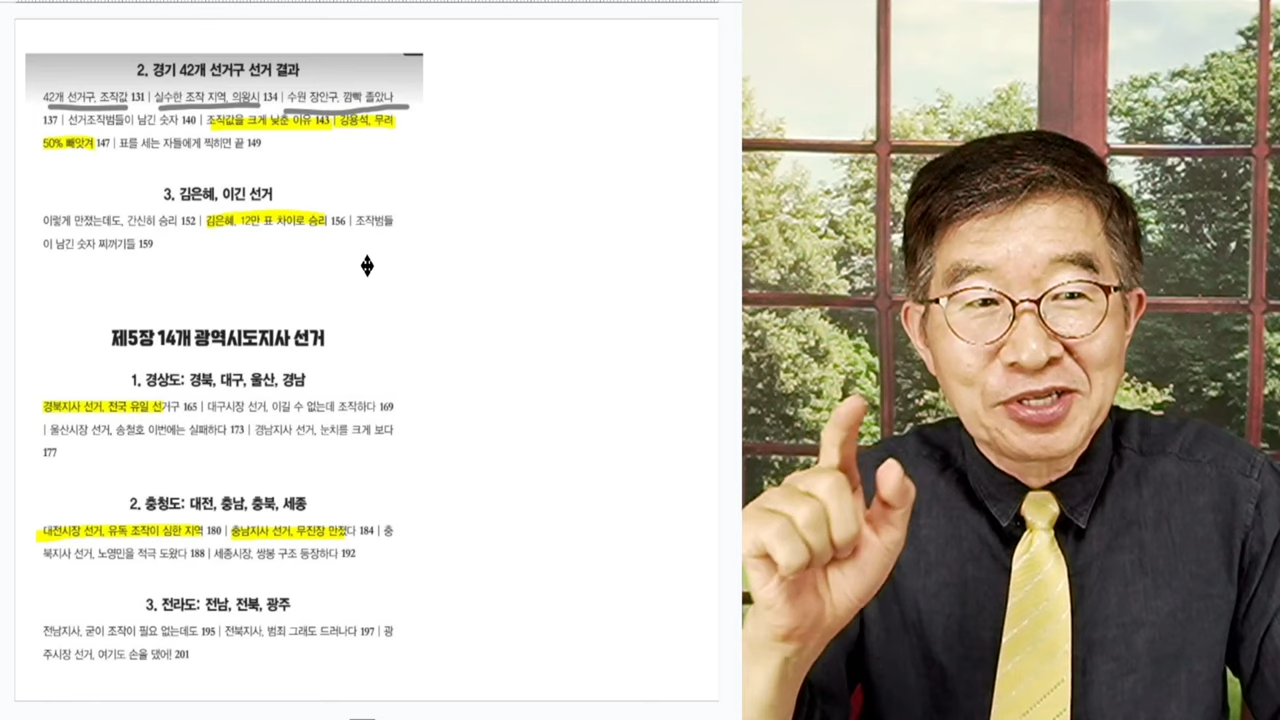 2. 경기 42개 선거구 선거 결과
42개 선거구, 조작값 131 | 실수한 조작 지역, 의왕시 134 | 수원 장안구, 깜빡 졸았나
137 | 선거조작범들이 남긴 숫자 140 | 조작값을 크게 낮춘 이유 143 | 김용석, 무려
50% 빼앗겨 147 | 표를 세는 자들에게 찍히면 끝 149
3. 김은혜, 이긴 선거
이렇게 만졌는데도, 간신히 승리 152 | 김은혜, 12만 표 차이로 승리 156 | 조작범들
이 남긴 숫자 찌꺼기들 159
제5장 14개 광역시도지사 선거
1. 경상도: 경북, 대구, 울산, 경남
경북지사 선거, 전국 유일 선거구 165 | 대구시장 선거, 이길 수 없는데 조작하다 169
| 울산시장 선거, 송철호 이번에는 실패하다 173 | 경남지사 선거, 눈치를 크게 보다
177
2. 충청도: 대전, 충남, 충북, 세종
대전시장 선거, 유독 조작이 심한 지역 180 | 충남지사 선거, 무진장 만졌다 184 | 충
북지사 선거, 노영민을 적극 도왔다 188 | 세종시장, 쌍봉 구조 등장하다 192
3. 전라도: 전남, 전북, 광주
전남지사, 굳이 조작이 필요 없는데도 195 | 전북지사, 범죄 그래도 드러나다 197 | 광
주시장 선거, 여기도 손을 댔어! 201